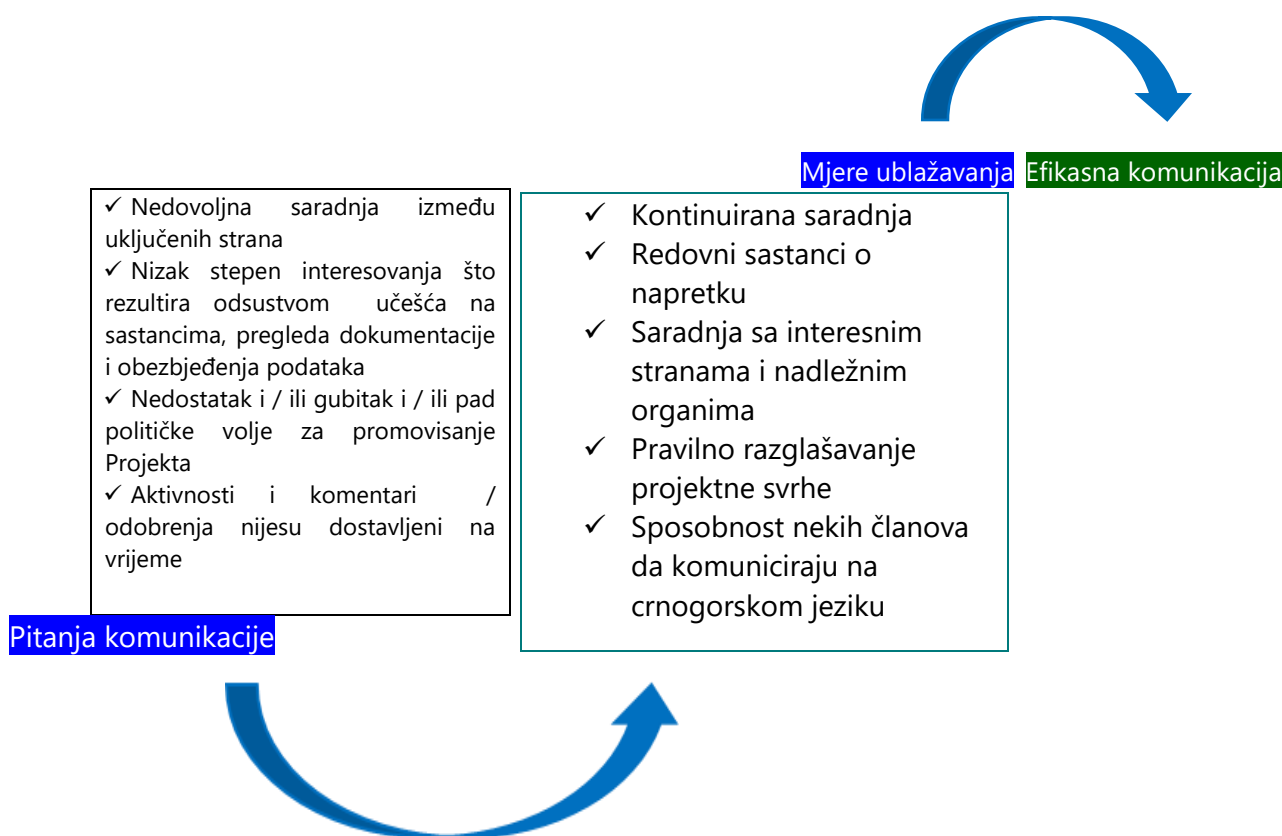 Mjere ublažavanja Efikasna komunikacija
✓ Nedovoljna saradnja između
uključenih strana
✓ Nizak stepen interesovanja što
rezultira odsustvom učešća na
sastancima, pregleda dokumentacije
i obezbjeđenja podataka
✓ Nedostatak i / ili gubitak i / ili pad
političke volje za promovisanje
Projekta
✓ Aktivnosti i komentari /
odobrenja nijesu dostavljeni na
vrijeme
Pitanja komunikacije
✓ Kontinuirana saradnja
✓ Redovni sastanci o
napretku
✓ Saradnja sa interesnim
stranama i nadležnim
organima
✓ Pravilno razglašavanje
projektne svrhe
✓ Sposobnost nekih članova
da komuniciraju na
crnogorskom jeziku